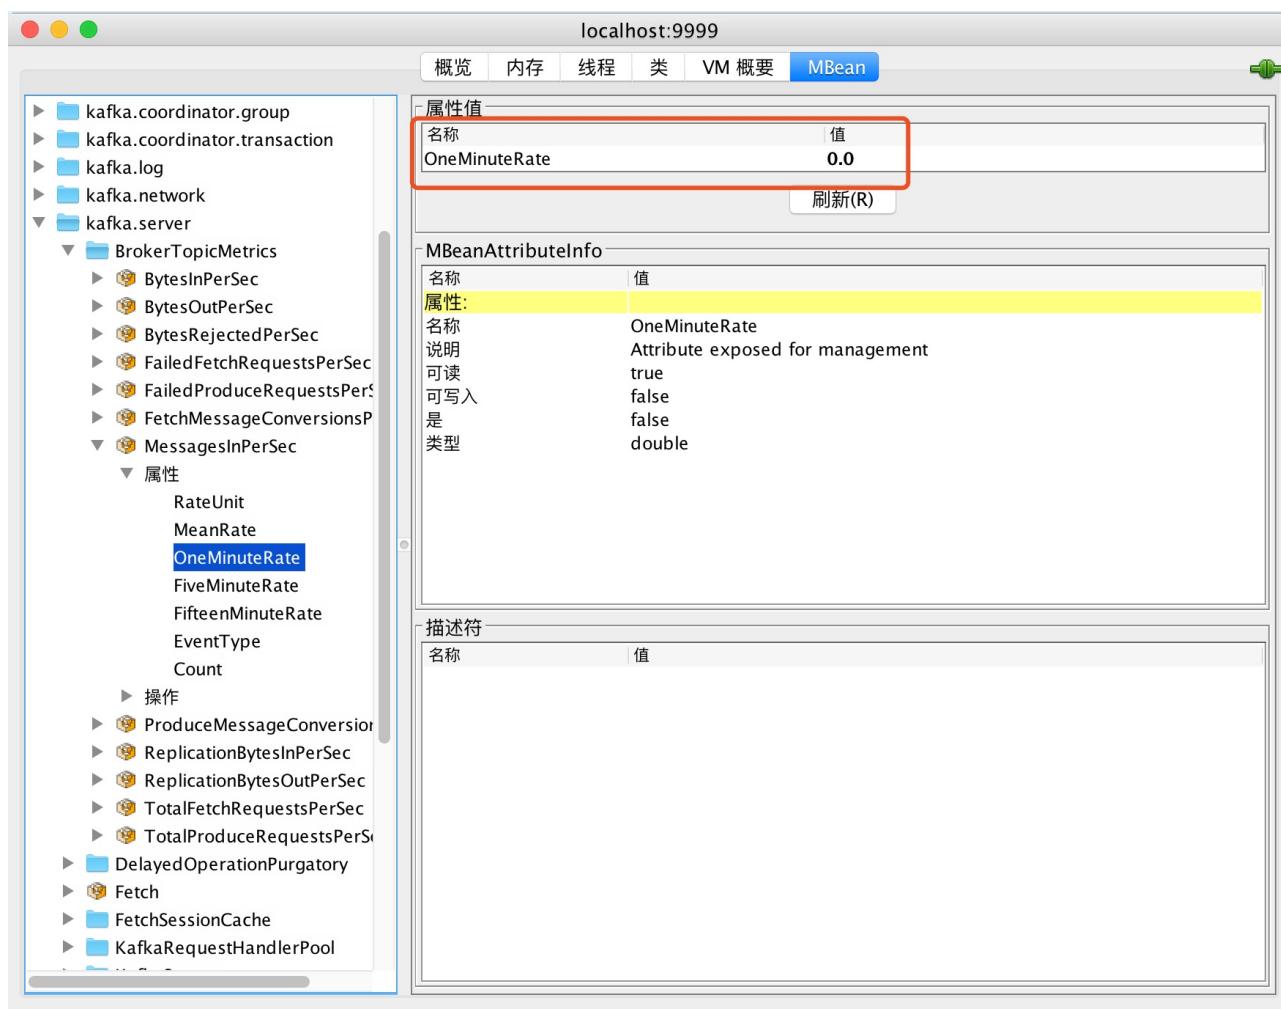 localhost:9999
概览 内存 线程 类 VM 概要 MBean
kafka.coordinator.group
kafka.coordinator.transaction
kafka.log
kafka.network
kafka.server
BrokerTopicMetrics
BytesInPerSec
BytesOutPerSec
BytesRejectedPerSec
FailedFetchRequestsPerSec
FailedProduceRequestsPerS
FetchMessageConversionsP
MessagesInPerSec
属性
RateUnit
MeanRate
OneMinuteRate
FiveMinuteRate
FifteenMinuteRate
EventType
Count
操作
ProduceMessageConversion
ReplicationBytesInPerSec
ReplicationBytesOutPerSec
TotalFetchRequestsPerSec
TotalProduceRequestsPerSe
DelayedOperationPurgatory
Fetch
FetchSessionCache
KafkaRequestHandlerPool
属性值
名称 值
OneMinuteRate 0.0
刷新(R)
MBeanAttributeInfo
名称 值
属性:
名称 OneMinuteRate
说明 Attribute exposed for management
可读 true
可写入 false
是 false
类型 double
描述符
名称 值